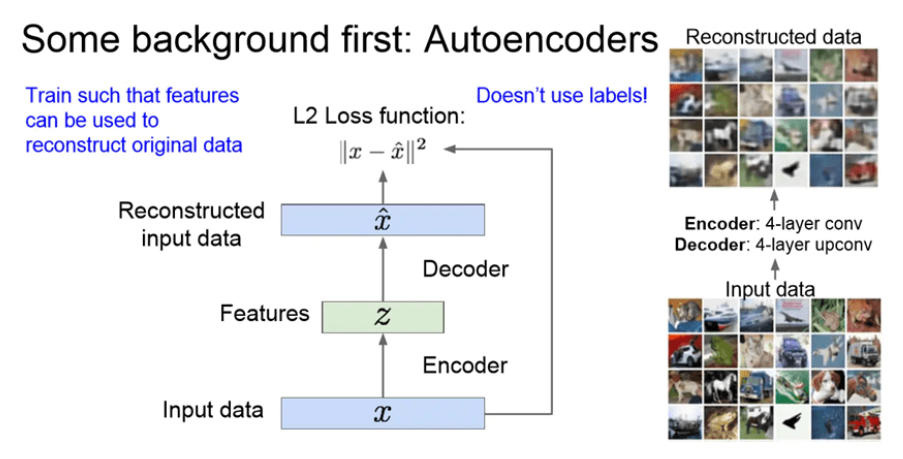 Some background first: Autoencoders
Train such that features
can be used to
reconstruct original data
Doesn’t use labels!
L2 Loss function:
‖x − x̂‖²
Reconstructed
input data
x̂
Decoder
Features
z
Encoder
Input data
x
Reconstructed data
Encoder: 4-layer conv
Decoder: 4-layer upconv
Input data